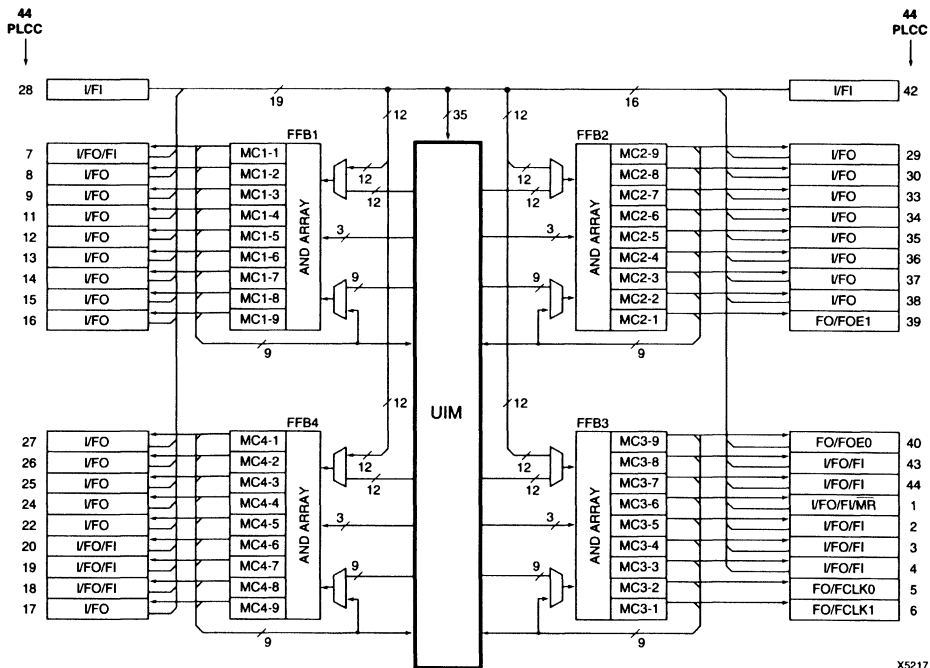 44
PLCC
44
PLCC
28 I/FI
19
16
I/FI 42
12
35
12
FFB1
FFB2
7 I/FO/FI MC1-1
8 I/FO MC1-2
9 I/FO MC1-3
11 I/FO MC1-4
12 I/FO MC1-5
13 I/FO MC1-6
14 I/FO MC1-7
15 I/FO MC1-8
16 I/FO MC1-9
AND ARRAY
12
12
3
9
9
UIM
12
12
3
9
9
AND ARRAY
MC2-9 I/FO 29
MC2-8 I/FO 30
MC2-7 I/FO 33
MC2-6 I/FO 34
MC2-5 I/FO 35
MC2-4 I/FO 36
MC2-3 I/FO 37
MC2-2 I/FO 38
MC2-1 FO/FOE1 39
12
12
FFB4
FFB3
27 I/FO MC4-1
26 I/FO MC4-2
25 I/FO MC4-3
24 I/FO MC4-4
22 I/FO MC4-5
20 I/FO/FI MC4-6
19 I/FO/FI MC4-7
18 I/FO/FI MC4-8
17 I/FO MC4-9
AND ARRAY
12
12
3
9
9
12
12
3
9
9
AND ARRAY
MC3-9 FO/FOE0 40
MC3-8 I/FO/FI 43
MC3-7 I/FO/FI 44
MC3-6 I/FO/FI/MR 1
MC3-5 I/FO/FI 2
MC3-4 I/FO/FI 3
MC3-3 I/FO/FI 4
MC3-2 FO/FCLK0 5
MC3-1 FO/FCLK1 6
X5217